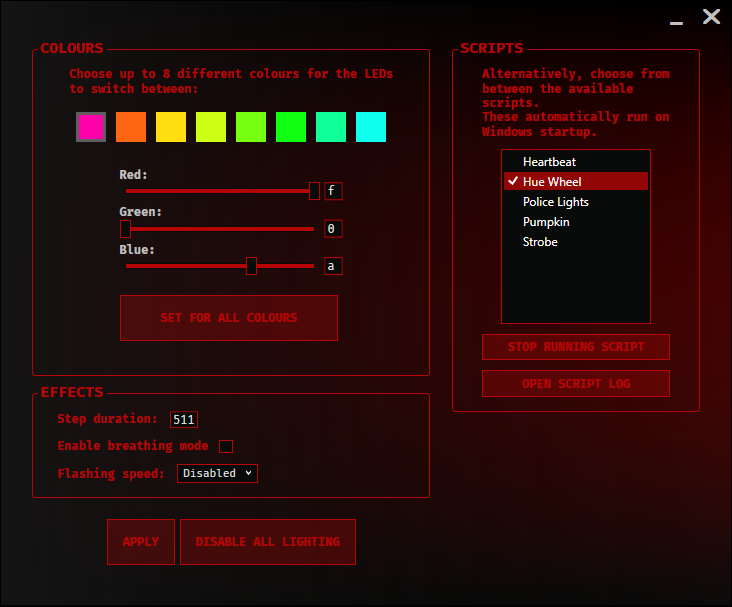 COLOURS
Choose up to 8 different colours for the LEDs
to switch between:
Red:
f
Green:
0
Blue:
a
SET FOR ALL COLOURS
EFFECTS
Step duration: 511
Enable breathing mode
Flashing speed: Disabled
APPLY
DISABLE ALL LIGHTING
SCRIPTS
Alternatively, choose from
between the available
scripts.
These automatically run on
Windows startup.
Heartbeat
Hue Wheel
Police Lights
Pumpkin
Strobe
STOP RUNNING SCRIPT
OPEN SCRIPT LOG